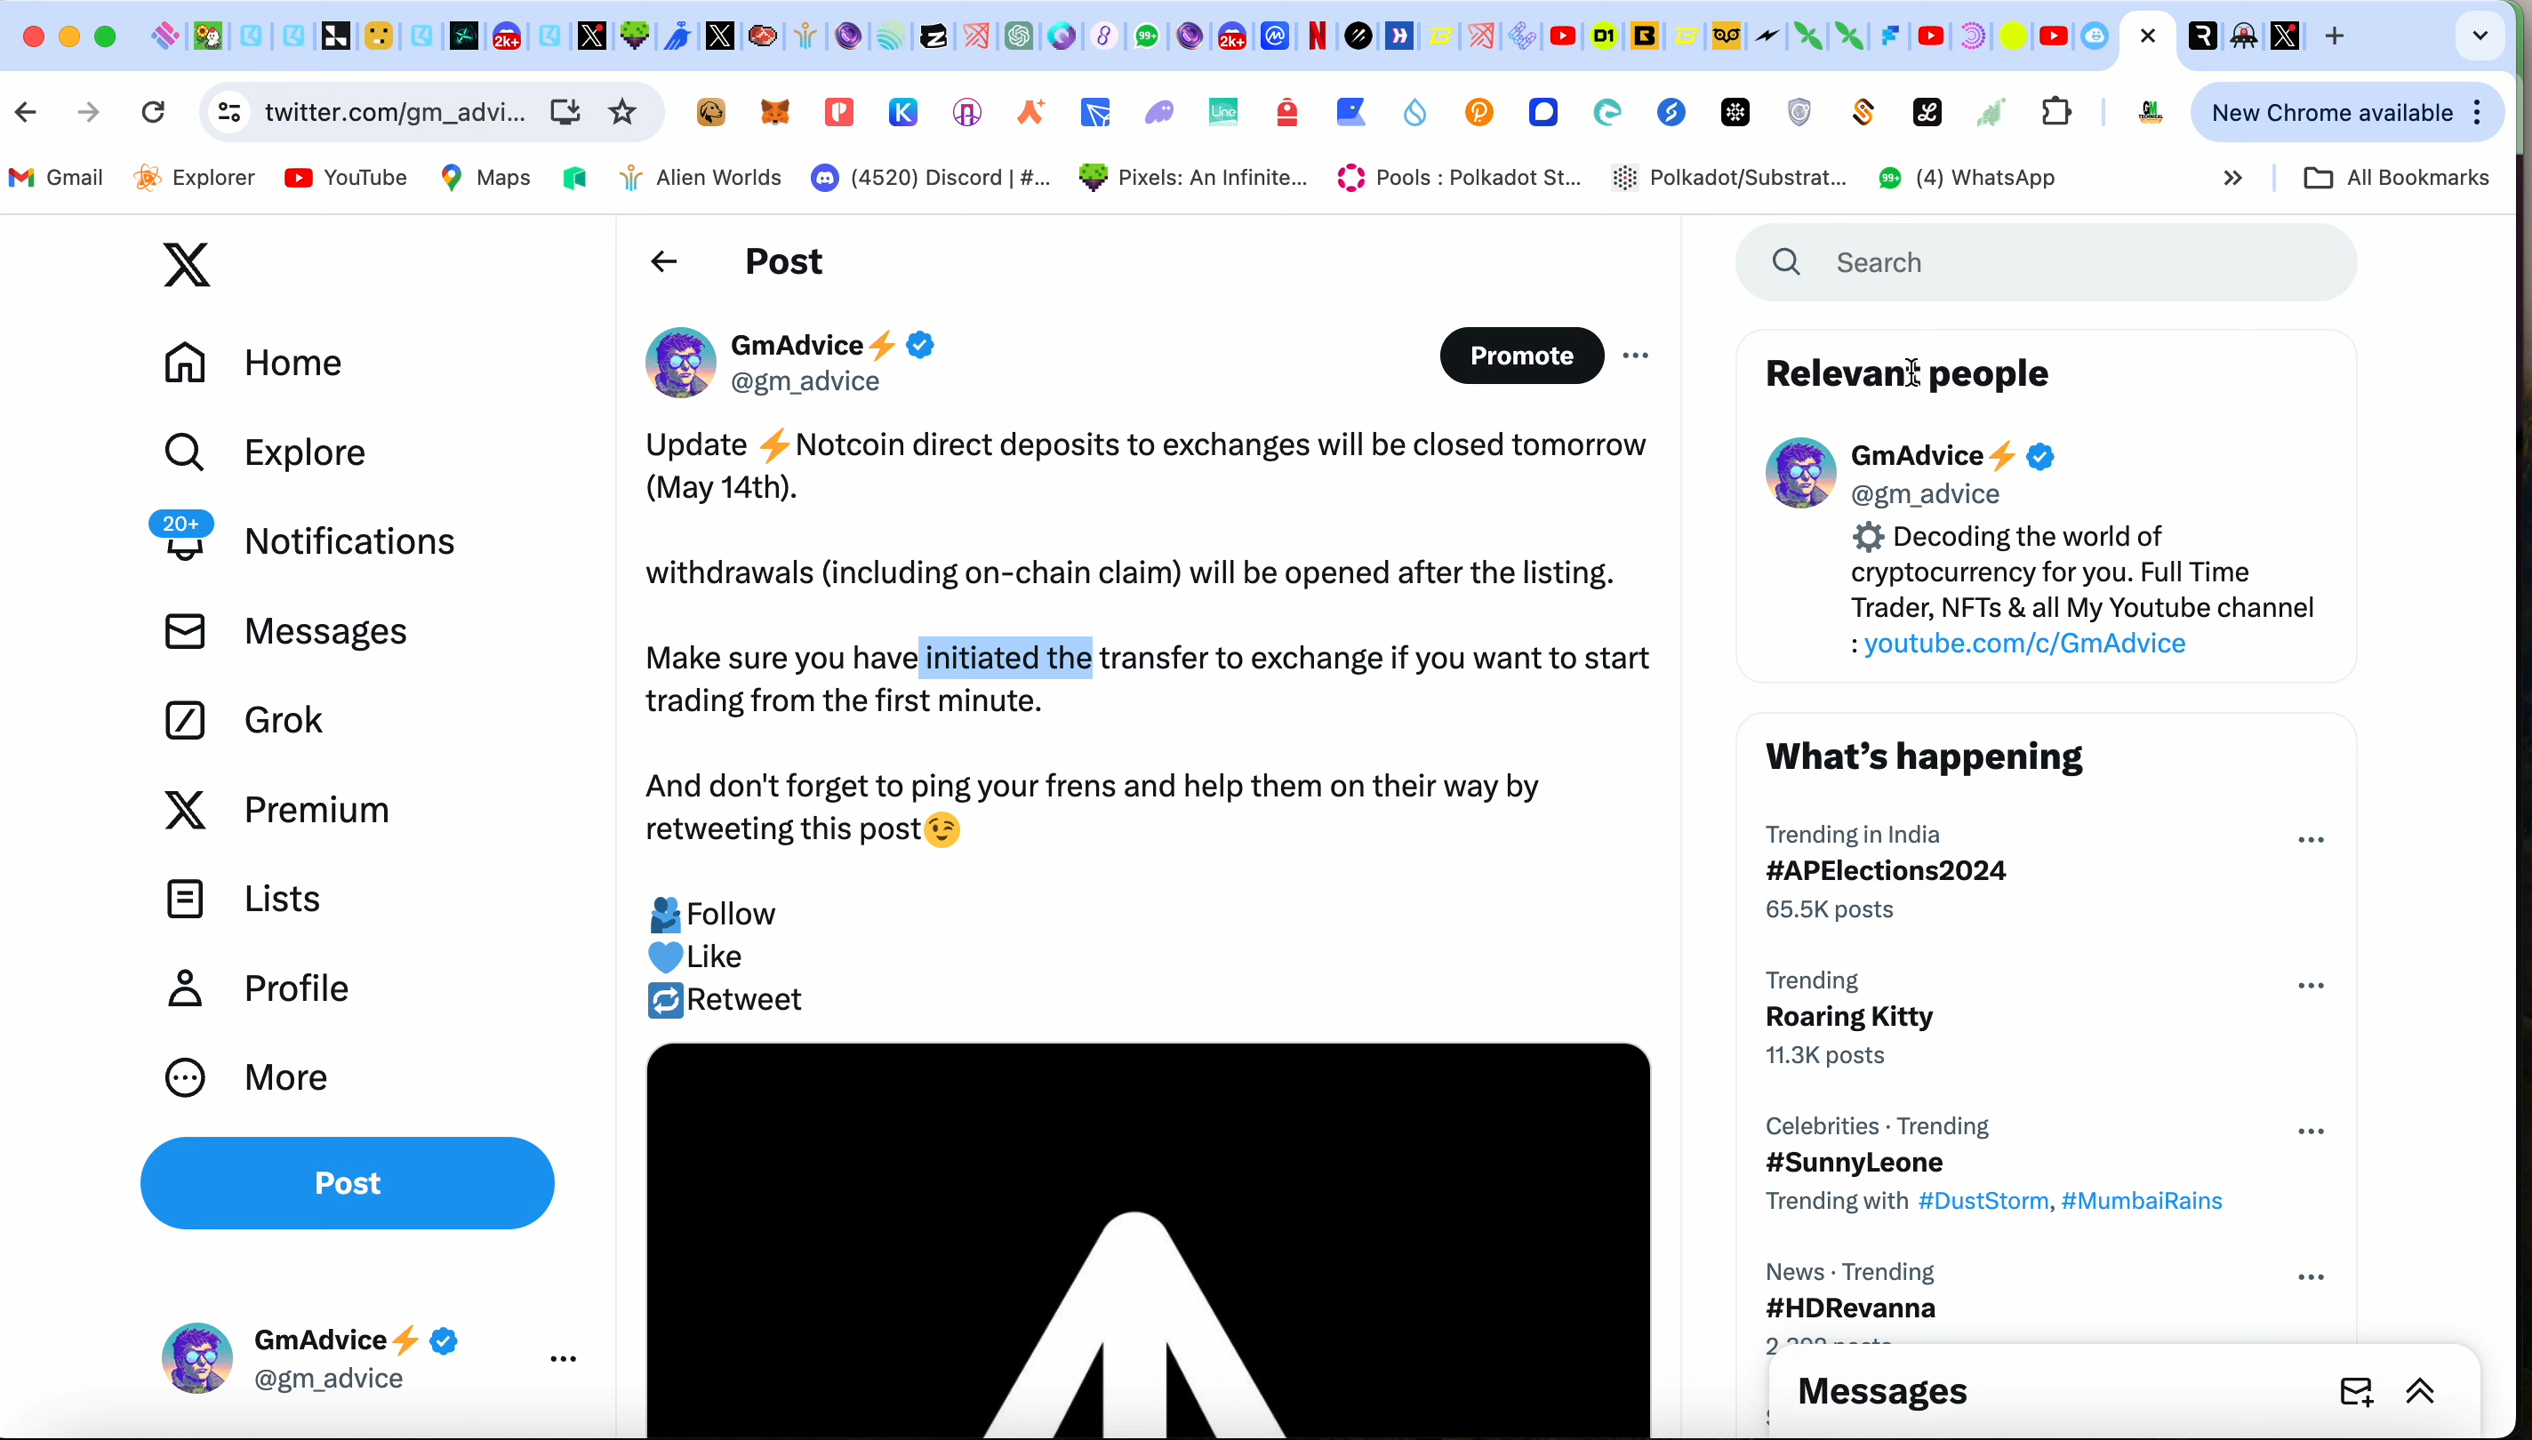 twitter.com/gm_advi...
New Chrome available
Gmail
Explorer
YouTube
Maps
Alien Worlds
(4520) Discord | #...
Pixels: An Infinite...
Pools : Polkadot St...
Polkadot/Substrat...
(4) WhatsApp
All Bookmarks
Home
Explore
20+
Notifications
Messages
Grok
Premium
Lists
Profile
More
Post
GmAdvice⚡
@gm_advice
Post
GmAdvice⚡
@gm_advice
Promote
Update ⚡Notcoin direct deposits to exchanges will be closed tomorrow
(May 14th).
withdrawals (including on-chain claim) will be opened after the listing.
Make sure you have initiated the transfer to exchange if you want to start
trading from the first minute.
And don't forget to ping your frens and help them on their way by
retweeting this post😉
🫂Follow
💙Like
🔁Retweet
Search
Relevant people
GmAdvice⚡
@gm_advice
⚙️ Decoding the world of
cryptocurrency for you. Full Time
Trader, NFTs & all My Youtube channel
: youtube.com/c/GmAdvice
What's happening
Trending in India
#APElections2024
65.5K posts
Trending
Roaring Kitty
11.3K posts
Celebrities · Trending
#SunnyLeone
Trending with #DustStorm, #MumbaiRains
News · Trending
#HDRevanna
Messages